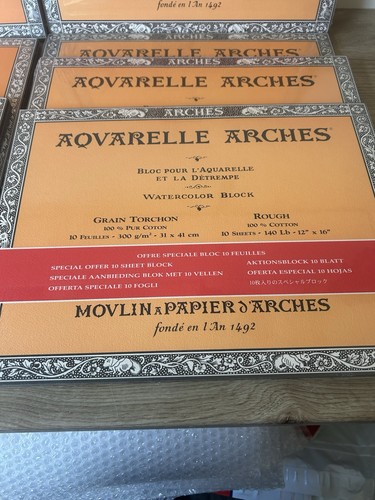 fondé en l'An 1492
AQVARELLE ARCHES
ARCHES
AQVARELLE ARCHES
ARCHES
AQVARELLE ARCHES
BLOC POUR L'AQUARELLE
ET LA DÉTREMPE
WATERCOLOR BLOCK
GRAIN TORCHON
100 % PUR COTON
10 FEUILLES - 300 g/m² - 31 x 41 cm
ROUGH
100 % COTTON
10 SHEETS - 140 Lb - 12" x 16"
OFFRE SPECIALE BLOC 10 FEUILLES
SPECIAL OFFER 10 SHEET BLOCK
AKTIONSBLOCK 10 BLATT
SPECIALE AANBIEDING BLOK MET 10 VELLEN
OFERTA ESPECIAL 10 HOJAS
OFFERTA SPECIALE 10 FOGLI
10枚入りのスペシャルブロック
MOVLIN À PAPIER D'ARCHES
fondé en l'An 1492